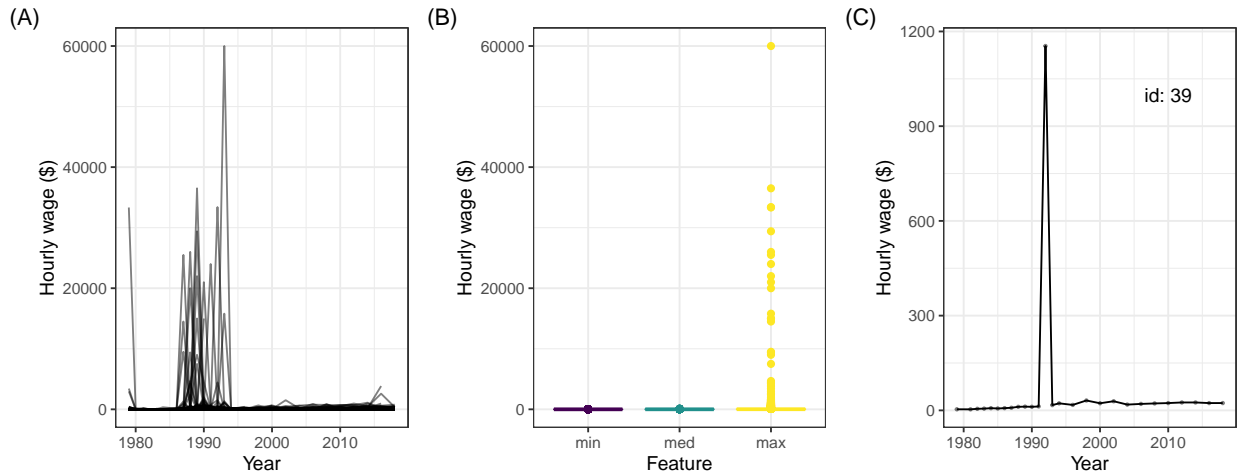 (A)
Hourly wage ($)
60000
40000
20000
0
1980 1990 2000 2010
Year
(B)
Hourly wage ($)
60000
40000
20000
0
min med max
Feature
(C)
Hourly wage ($)
1200
900
600
300
0
id: 39
1980 1990 2000 2010
Year